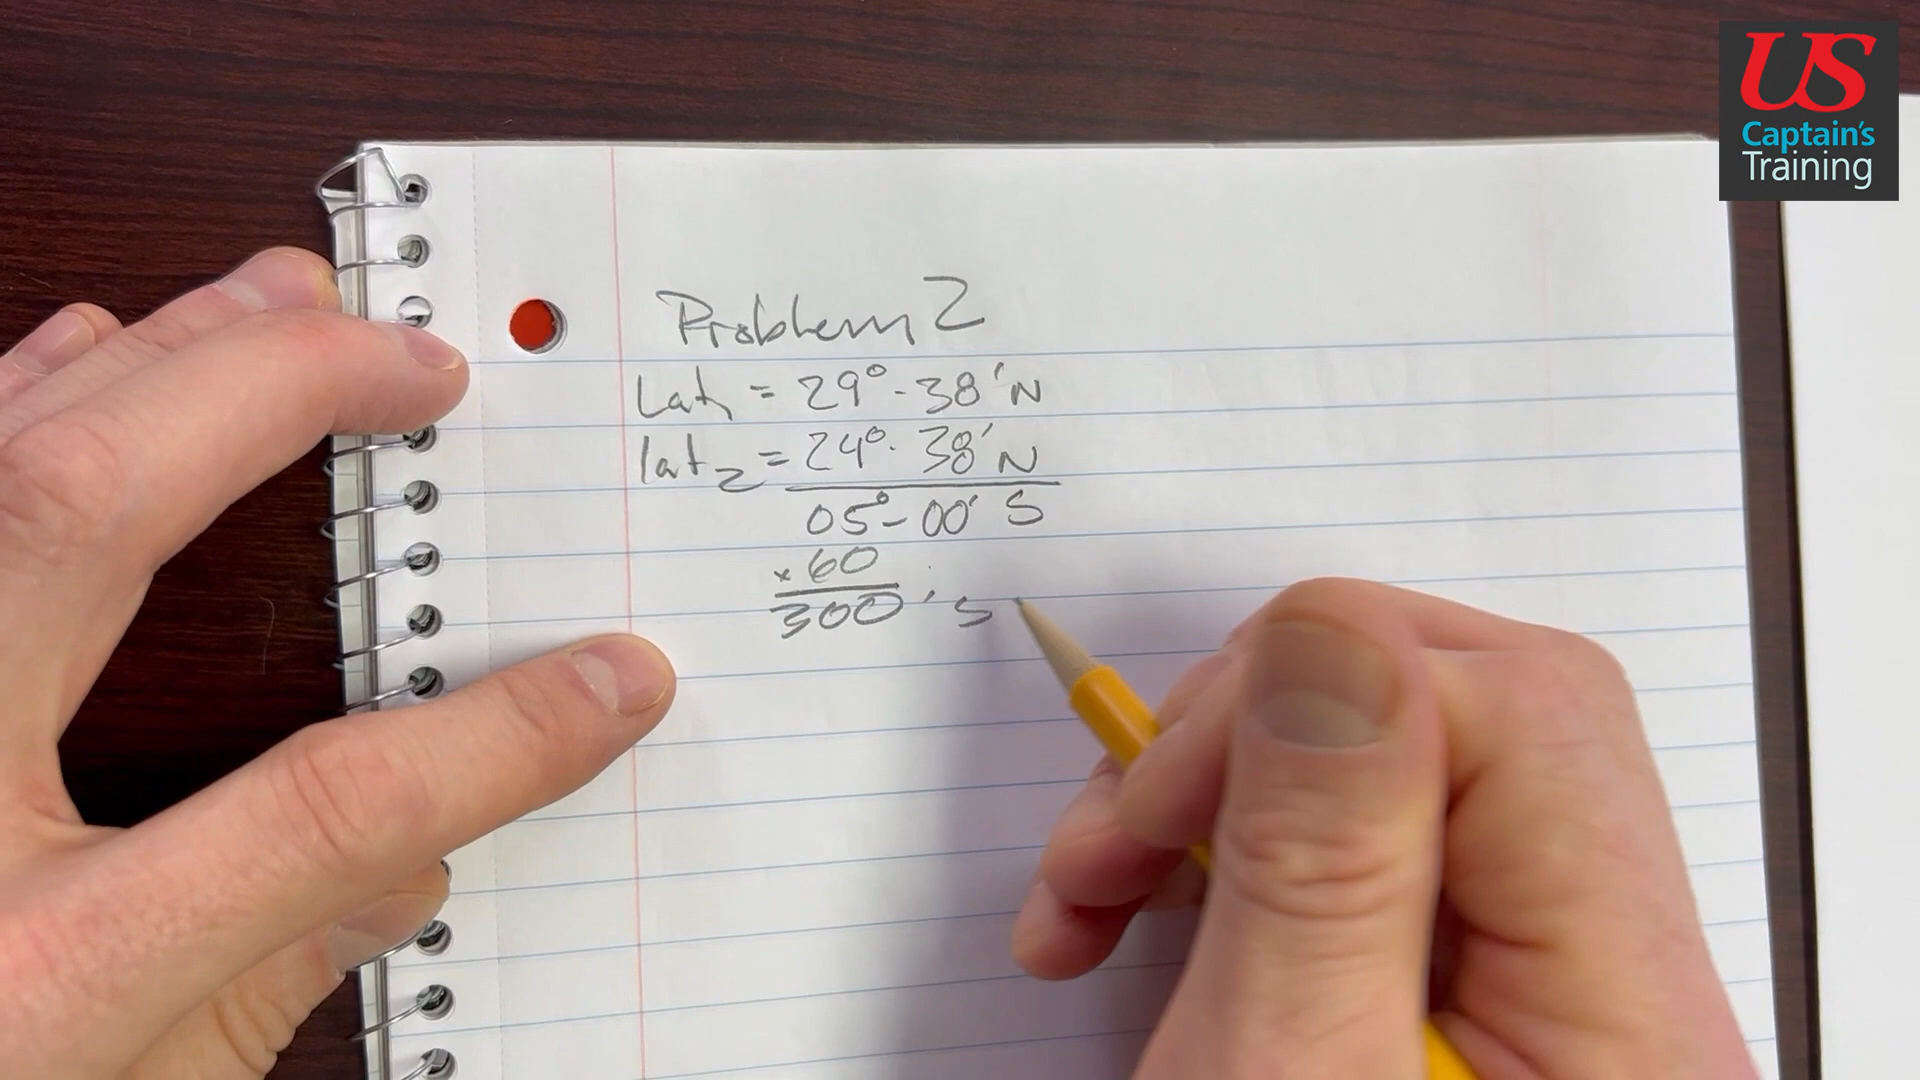 US
Captain's
Training
Problem 2
Lat₁ = 29°-38'N
lat₂ = 24°-38'N
05°-00' S
x 60
300' S